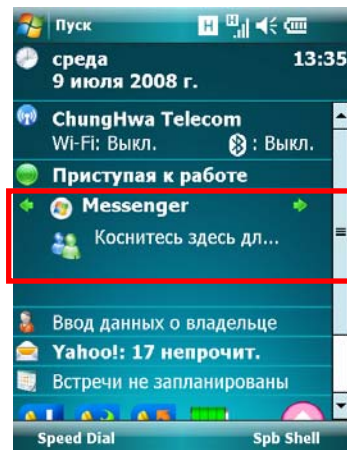 Пуск
H H
среда 13:35
9 июля 2008 г.
ChungHwa Telecom
Wi-Fi: Выкл. : Выкл.
Приступая к работе
Messenger
Коснитесь здесь дл...
Ввод данных о владельце
Yahoo!: 17 непрочит.
Встречи не запланированы
Speed Dial Spb Shell